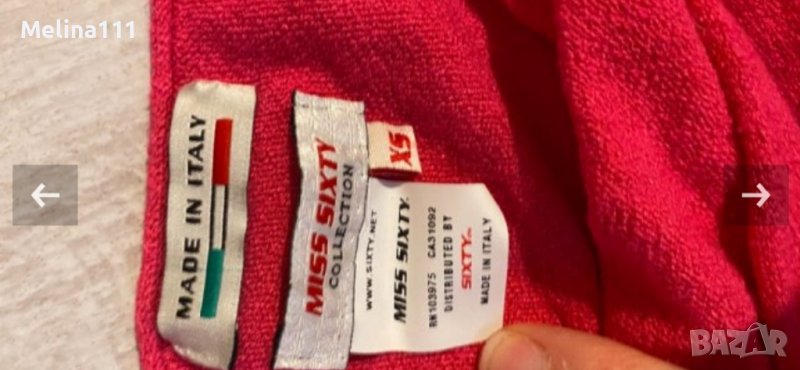 Melina111
MADE IN ITALY
MISS SIXTY
COLLECTION
XS
WWW.SIXTY.NET
MISS SIXTY.
RN103975 CA31092
DISTRIBUTED BY
SIXTY
MADE IN ITALY
BAZAR